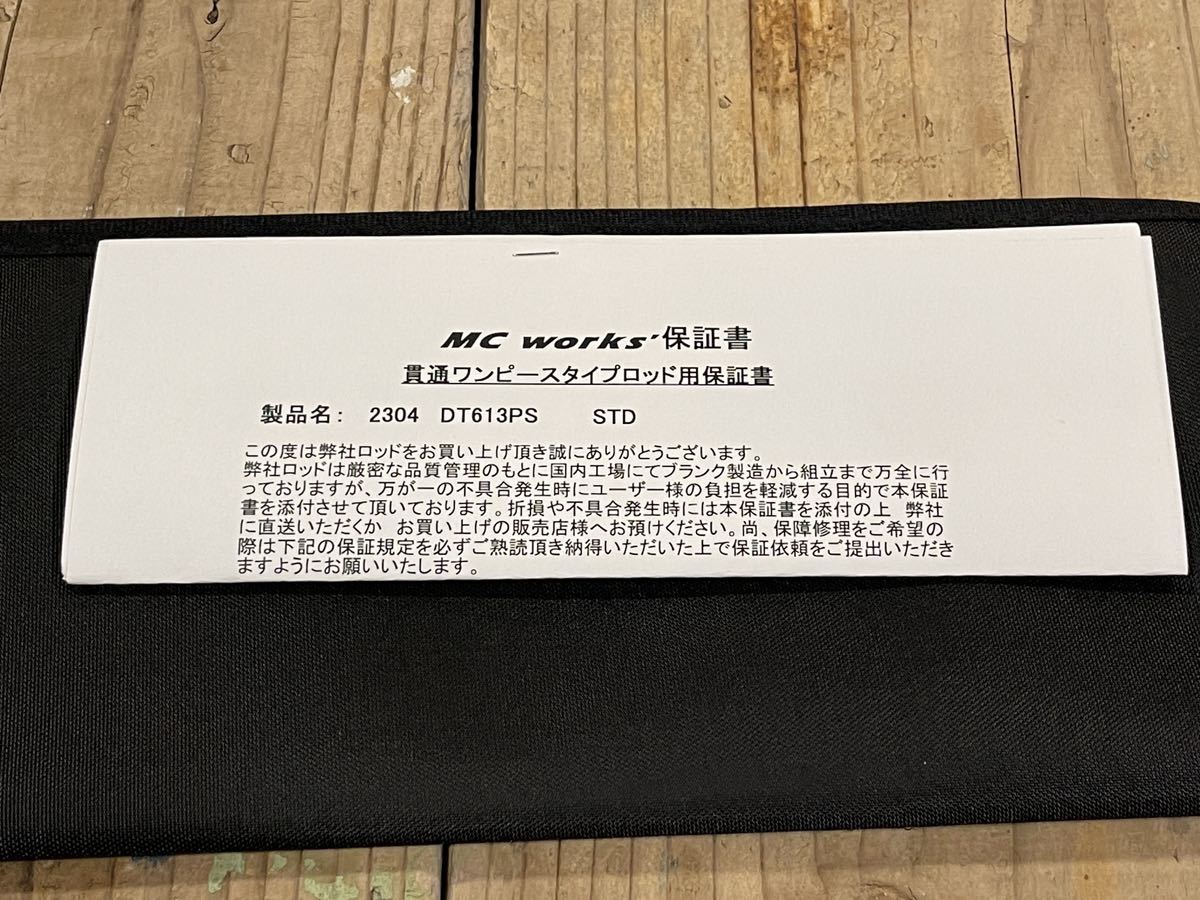 MC works'保証書
貫通ワンピースタイプロッド用保証書
製品名： 2304 DT613PS STD
この度は弊社ロッドをお買い上げ頂き誠にありがとうございます。
弊社ロッドは厳密な品質管理のもとに国内工場にてブランク製造から組立まで万全に行
っておりますが、万が一の不具合発生時にユーザー様の負担を軽減する目的で本保証
書を添付させて頂いております。折損や不具合発生時には本保証書を添付の上 弊社
に直送いただくか お買い上げの販売店様へお預けください。尚、保障修理をご希望の
際は下記の保証規定を必ずご熟読頂き納得いただいた上で保証依頼をご提出いただき
ますようにお願いいたします。